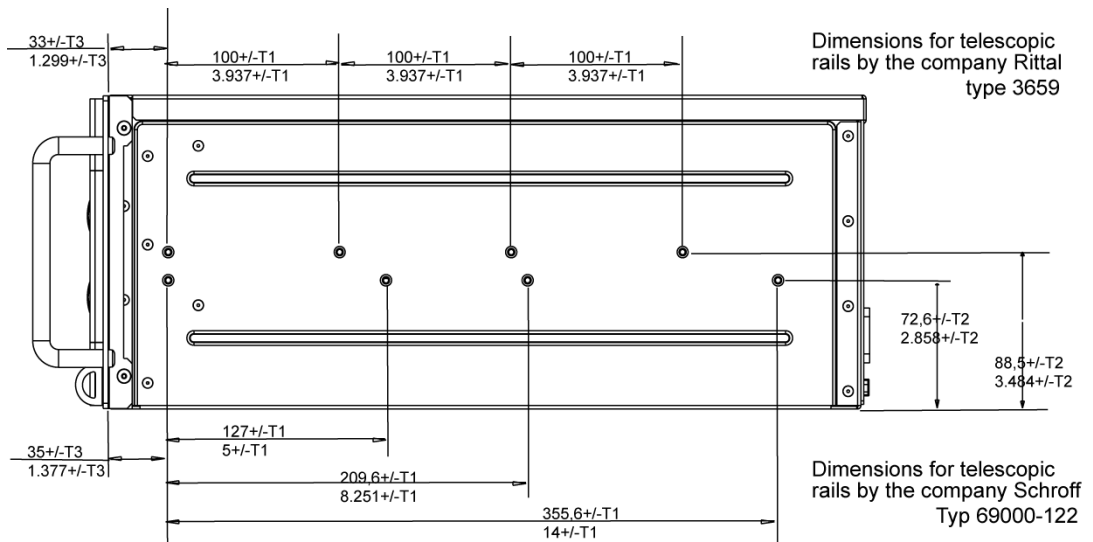 33+/-T3
1.299+/-T3
100+/-T1
3.937+/-T1
100+/-T1
3.937+/-T1
100+/-T1
3.937+/-T1
Dimensions for telescopic
rails by the company Rittal
type 3659
72,6+/-T2
2.858+/-T2
88,5+/-T2
3.484+/-T2
35+/-T3
1.377+/-T3
127+/-T1
5+/-T1
209,6+/-T1
8.251+/-T1
355,6+/-T1
14+/-T1
Dimensions for telescopic
rails by the company Schroff
Typ 69000-122